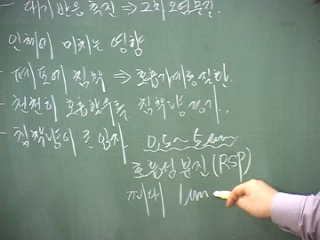 - 대기 반응 촉진 ⇒ 2차 오염물질.
인체에 미치는 영향
- 폐포에 침착 ⇒ 호흡기계통 질환.
- 천천히 호흡할수록 침착량 증가.
- 침착량이 큰 입자 0.5~5μm
호흡성 분진 (RSP)
1μm